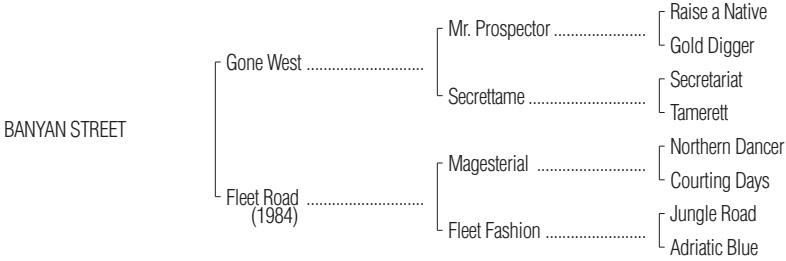 Raise a Native
Mr. Prospector ......................
Gold Digger
Gone West ............................
Secretariat
Secrettame ............................
Tamerett
BANYAN STREET
Northern Dancer
Magesterial ..........................
Courting Days
Fleet Road ............................
(1984)
Jungle Road
Fleet Fashion ........................
Adriatic Blue